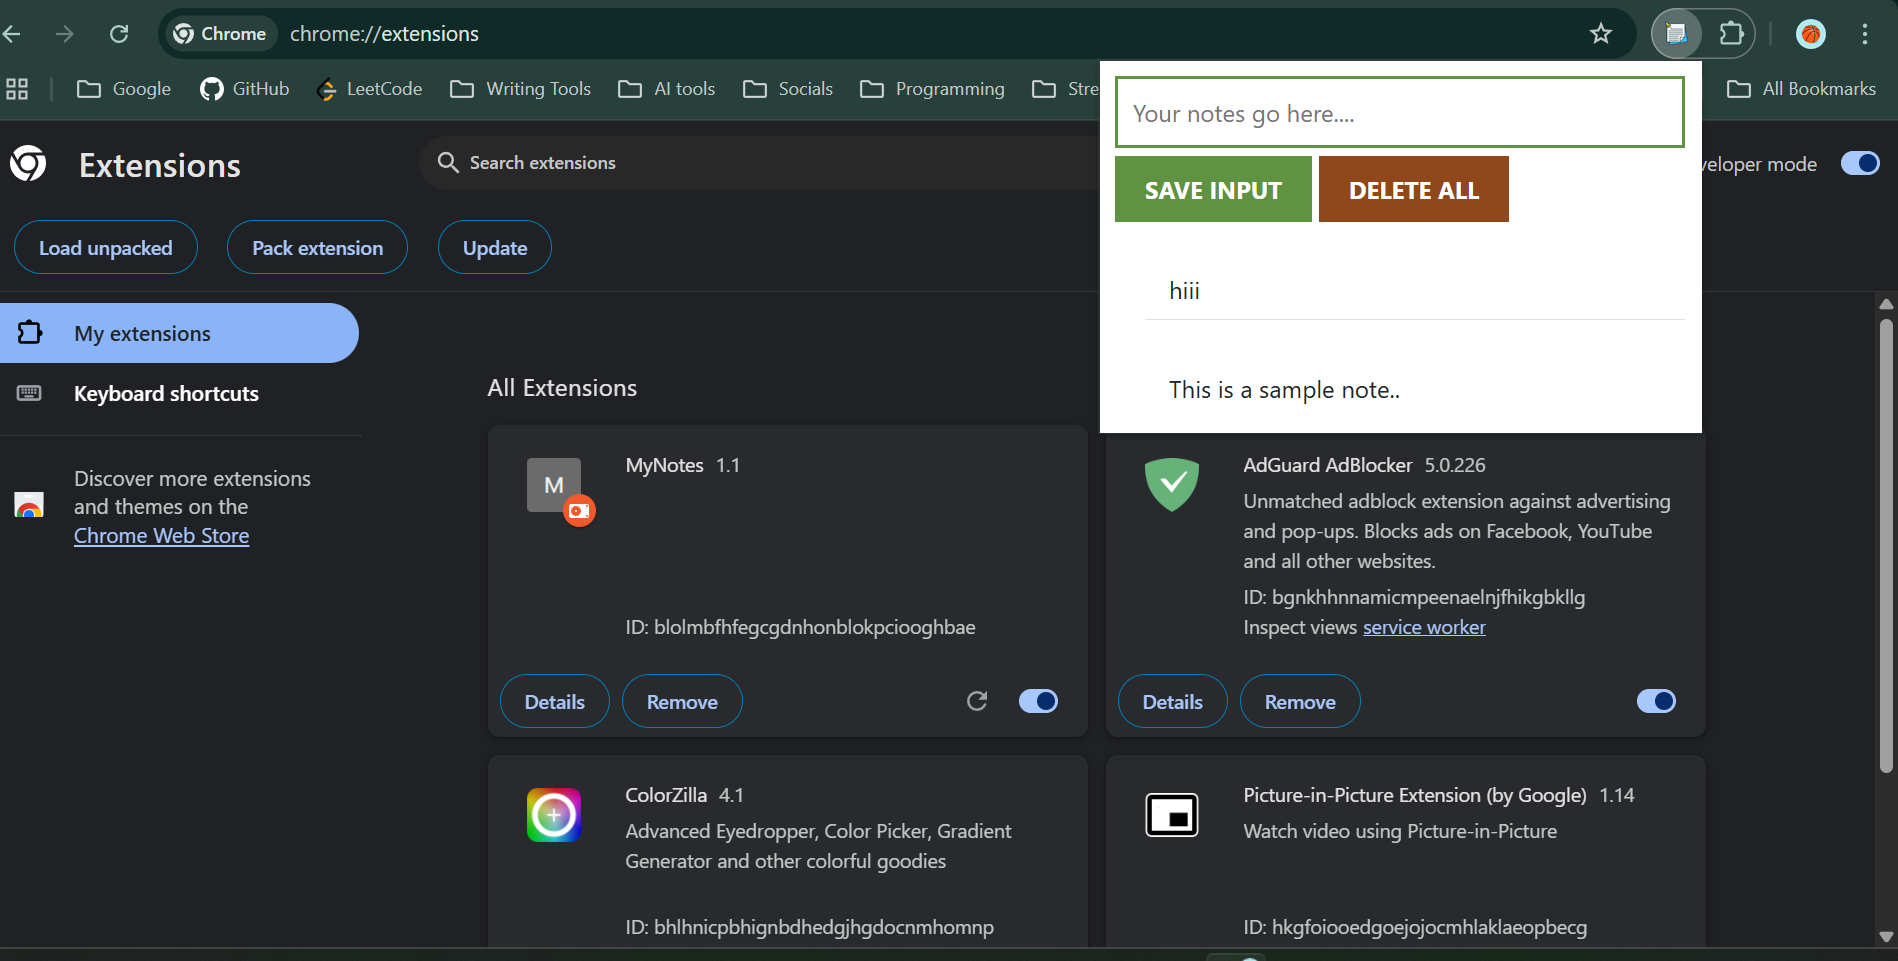 Chrome chrome://extensions
Google GitHub LeetCode Writing Tools AI tools Socials Programming Stre All Bookmarks
Your notes go here....
SAVE INPUT DELETE ALL
hiii
This is a sample note..
Extensions
Search extensions
veloper mode
Load unpacked Pack extension Update
My extensions
Keyboard shortcuts
Discover more extensions
and themes on the
Chrome Web Store
All Extensions
M
MyNotes 1.1
ID: blolmbfhfegcgdnhonblokpciooghbae
Details Remove
AdGuard AdBlocker 5.0.226
Unmatched adblock extension against advertising
and pop-ups. Blocks ads on Facebook, YouTube
and all other websites.
ID: bgnkhhnnamicmpeenaelnjfhikgbkllg
Inspect views service worker
Details Remove
ColorZilla 4.1
Advanced Eyedropper, Color Picker, Gradient
Generator and other colorful goodies
ID: bhlhnicpbhignbdhedgjhgdocnmhomnp
Picture-in-Picture Extension (by Google) 1.14
Watch video using Picture-in-Picture
ID: hkgfoiooedgoejojocmhlaklaeopbecg